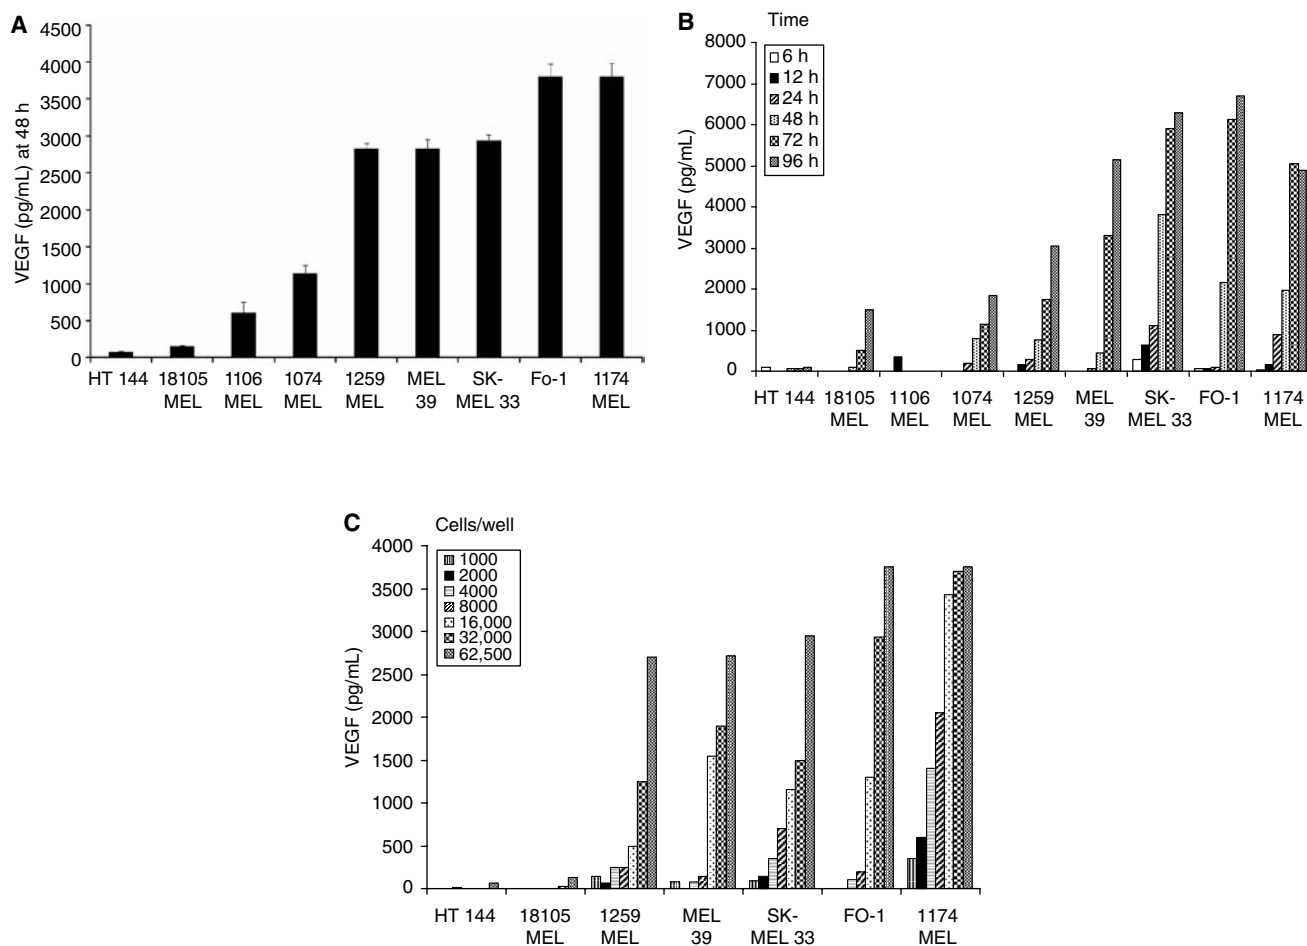 A
VEGF (pg/mL) at 48 h
4500
4000
3500
3000
2500
2000
1500
1000
500
0
HT 144
18105 MEL
1106 MEL
1074 MEL
1259 MEL
MEL 39
SK-MEL 33
Fo-1
1174 MEL
B
Time
6 h
12 h
24 h
48 h
72 h
96 h
VEGF (pg/mL)
8000
7000
6000
5000
4000
3000
2000
1000
0
HT 144
18105 MEL
1106 MEL
1074 MEL
1259 MEL
MEL 39
SK-MEL 33
FO-1
1174 MEL
C
Cells/well
1000
2000
4000
8000
16,000
32,000
62,500
VEGF (pg/mL)
4000
3500
3000
2500
2000
1500
1000
500
0
HT 144
18105 MEL
1259 MEL
MEL 39
SK-MEL 33
FO-1
1174 MEL